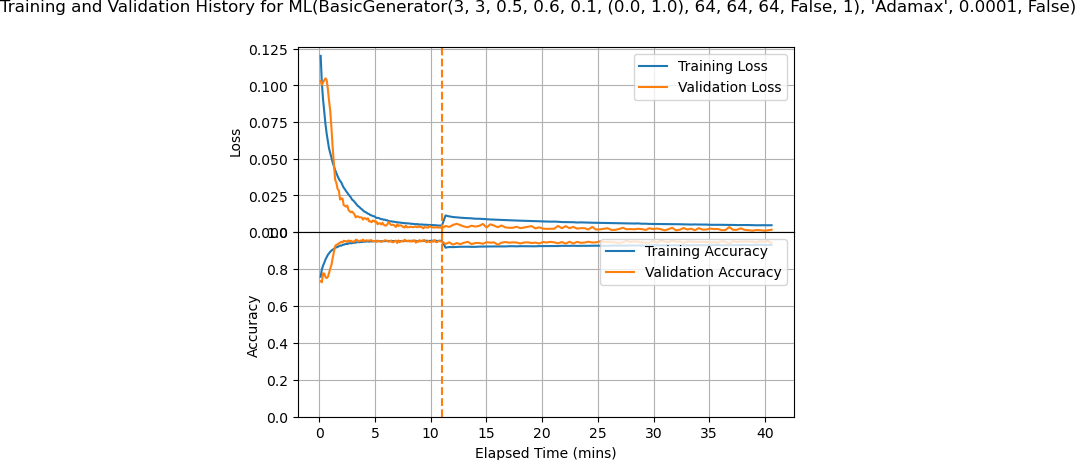 Training and Validation History for ML(BasicGenerator(3, 3, 0.5, 0.6, 0.1, (0.0, 1.0), 64, 64, 64, False, 1), 'Adamax', 0.0001, False)
0.125
0.100
0.075
0.050
0.025
0.000
Loss
Training Loss
Validation Loss
1.0
0.8
0.6
0.4
0.2
0.0
Accuracy
Training Accuracy
Validation Accuracy
0 5 10 15 20 25 30 35 40
Elapsed Time (mins)